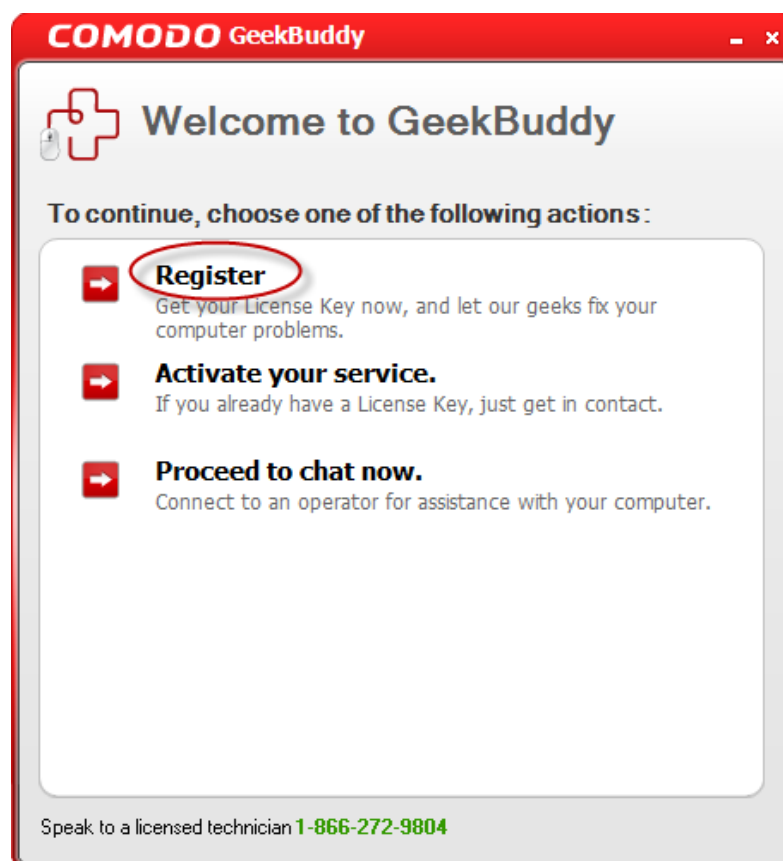 COMODO GeekBuddy
Welcome to GeekBuddy
To continue, choose one of the following actions:
Register
Get your License Key now, and let our geeks fix your
computer problems.
Activate your service.
If you already have a License Key, just get in contact.
Proceed to chat now.
Connect to an operator for assistance with your computer.
Speak to a licensed technician 1-866-272-9804